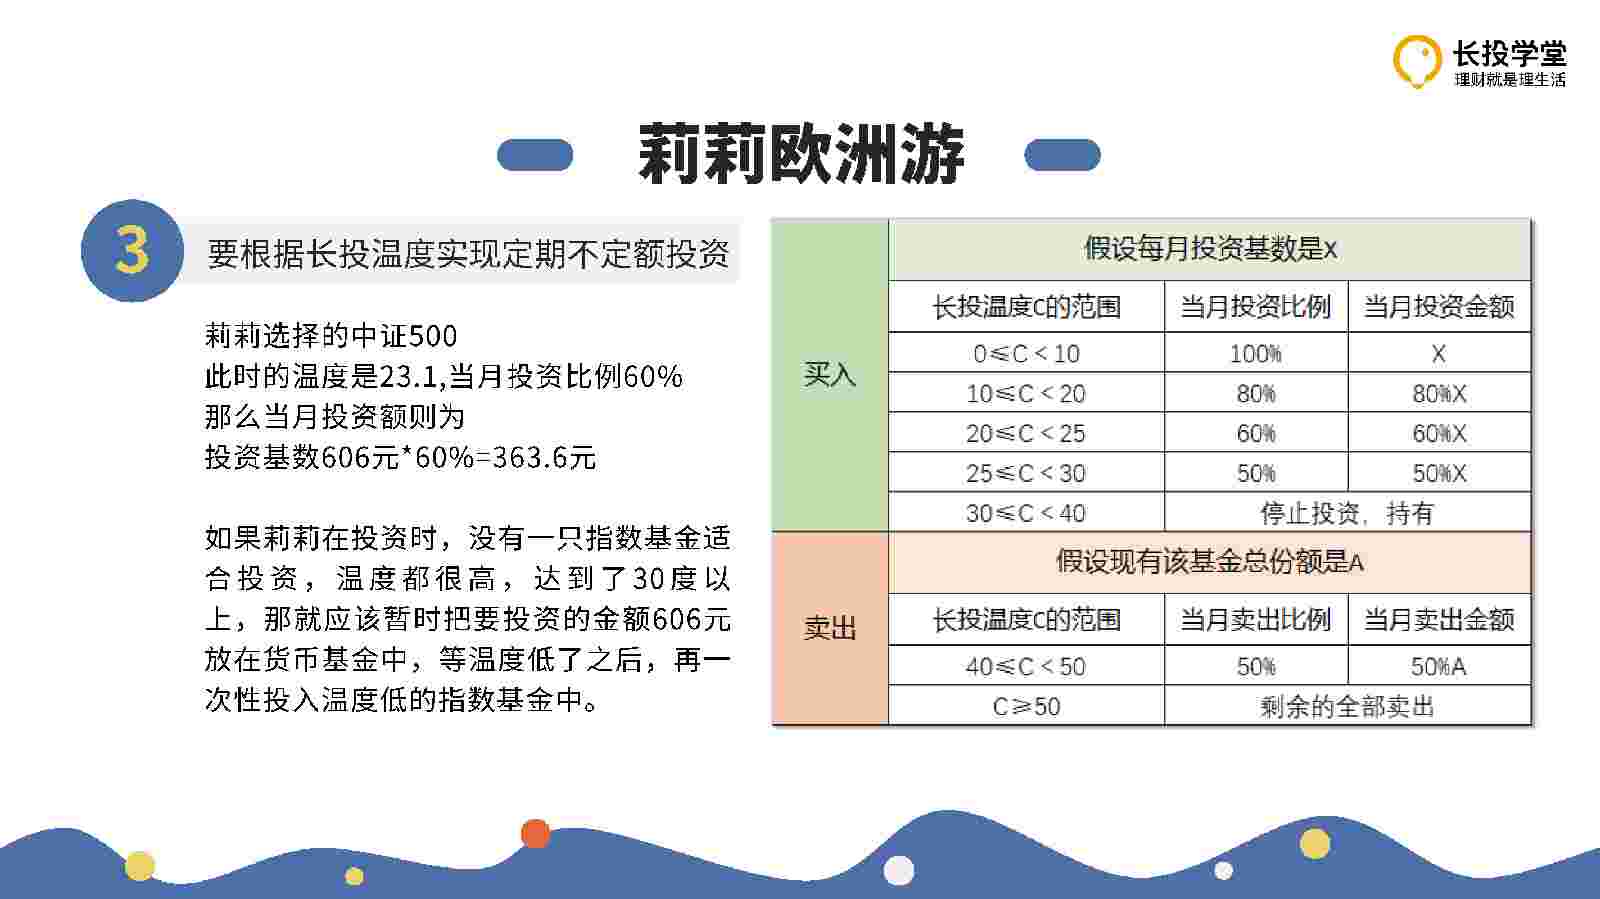 长投学堂
理财就是理生活
莉莉欧洲游
3
要根据长投温度实现定期不定额投资
莉莉选择的中证500
此时的温度是23.1,当月投资比例60%
那么当月投资额则为
投资基数606元*60%=363.6元
如果莉莉在投资时，没有一只指数基金适
合投资，温度都很高，达到了30度以
上，那就应该暂时把要投资的金额606元
放在货币基金中，等温度低了之后，再一
次性投入温度低的指数基金中。
买入
假设每月投资基数是X
长投温度C的范围 当月投资比例 当月投资金额
0≤C＜10 100% X
10≤C＜20 80% 80%X
20≤C＜25 60% 60%X
25≤C＜30 50% 50%X
30≤C＜40 停止投资，持有
卖出
假设现有该基金总份额是A
长投温度C的范围 当月卖出比例 当月卖出金额
40≤C＜50 50% 50%A
C≥50 剩余的全部卖出